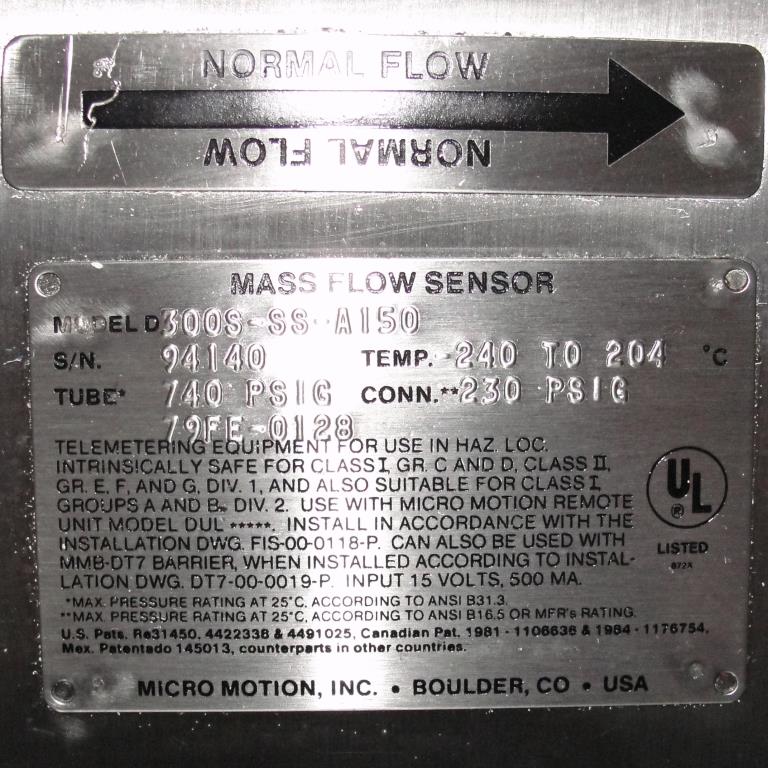 NORMAL FLOW
NORMAL FLOW
MASS FLOW SENSOR
MODEL D300S-SS-A150
S/N. 94140 TEMP. -240 TO 204 °C
TUBE* 740 PSIG CONN.**230 PSIG
79FE-0128
TELEMETERING EQUIPMENT FOR USE IN HAZ. LOC.
INTRINSICALLY SAFE FOR CLASS I, GR. C AND D, CLASS II,
GR. E, F, AND G, DIV. 1, AND ALSO SUITABLE FOR CLASS I,
GROUPS A AND B, DIV. 2. USE WITH MICRO MOTION REMOTE
UNIT MODEL DUL *****. INSTALL IN ACCORDANCE WITH THE
INSTALLATION DWG. FIS-00-0118-P. CAN ALSO BE USED WITH
MMB-DT7 BARRIER, WHEN INSTALLED ACCORDING TO INSTAL-
LATION DWG. DT7-00-0019-P. INPUT 15 VOLTS, 500 MA.
UL
®
LISTED
872X
*MAX. PRESSURE RATING AT 25°C, ACCORDING TO ANSI B31.3.
**MAX. PRESSURE RATING AT 25°C, ACCORDING TO ANSI B16.5 OR MFR's RATING.
U.S. Pats. Re31450, 4422338 & 4491025, Canadian Pat. 1981 - 1106636 & 1984 - 1176754,
Mex. Patentado 145013, counterparts in other countries.
MICRO MOTION, INC. • BOULDER, CO • USA